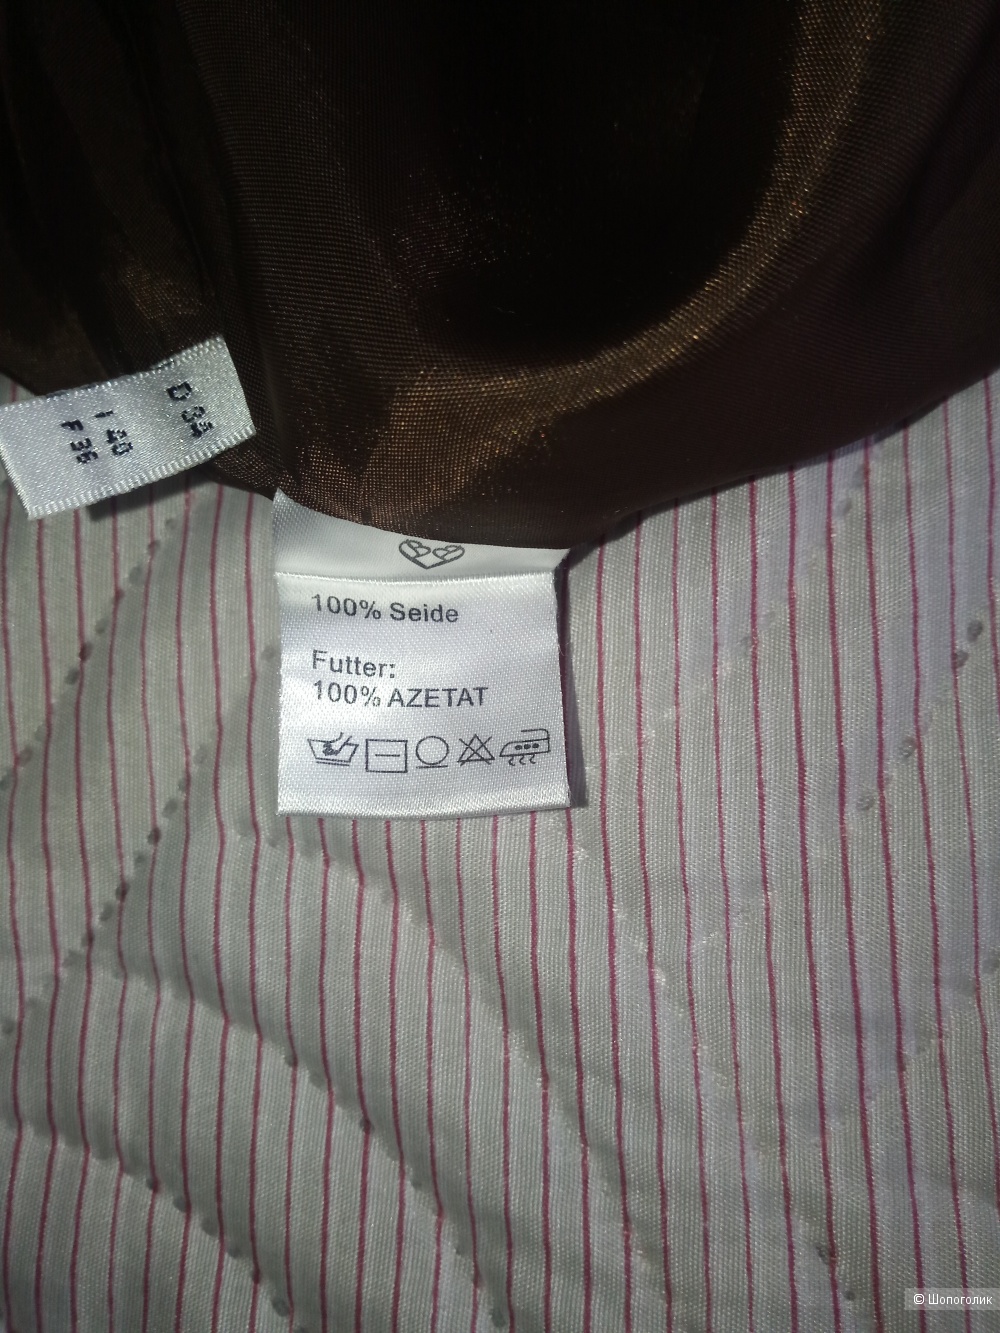 D 34
I 40
F 36
100% Seide
Futter:
100% AZETAT
© Шопоголик